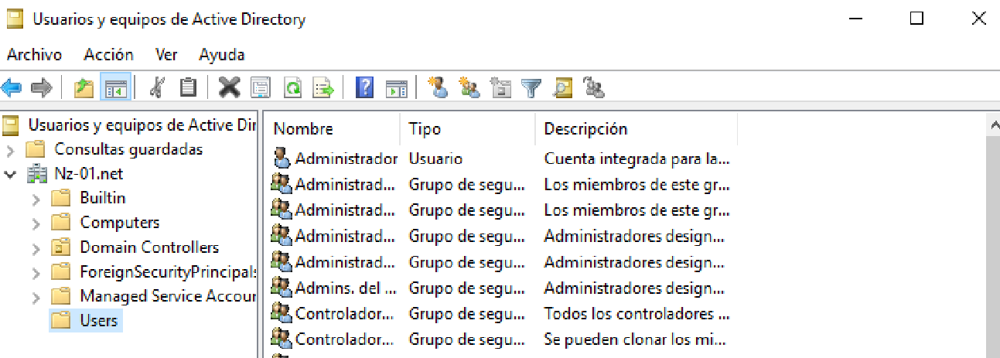 Usuarios y equipos de Active Directory
Archivo Acción Ver Ayuda
Usuarios y equipos de Active Dir
Consultas guardadas
Nz-01.net
Builtin
Computers
Domain Controllers
ForeignSecurityPrincipals
Managed Service Accour
Users
Nombre Tipo Descripción
Administrador Usuario Cuenta integrada para la...
Administrad... Grupo de segu... Los miembros de este gr...
Administrad... Grupo de segu... Los miembros de este gr...
Administrad... Grupo de segu... Administradores design...
Administrad... Grupo de segu... Administradores design...
Admins. del ... Grupo de segu... Administradores design...
Controlador... Grupo de segu... Todos los controladores ...
Controlador... Grupo de segu... Se pueden clonar los mi...